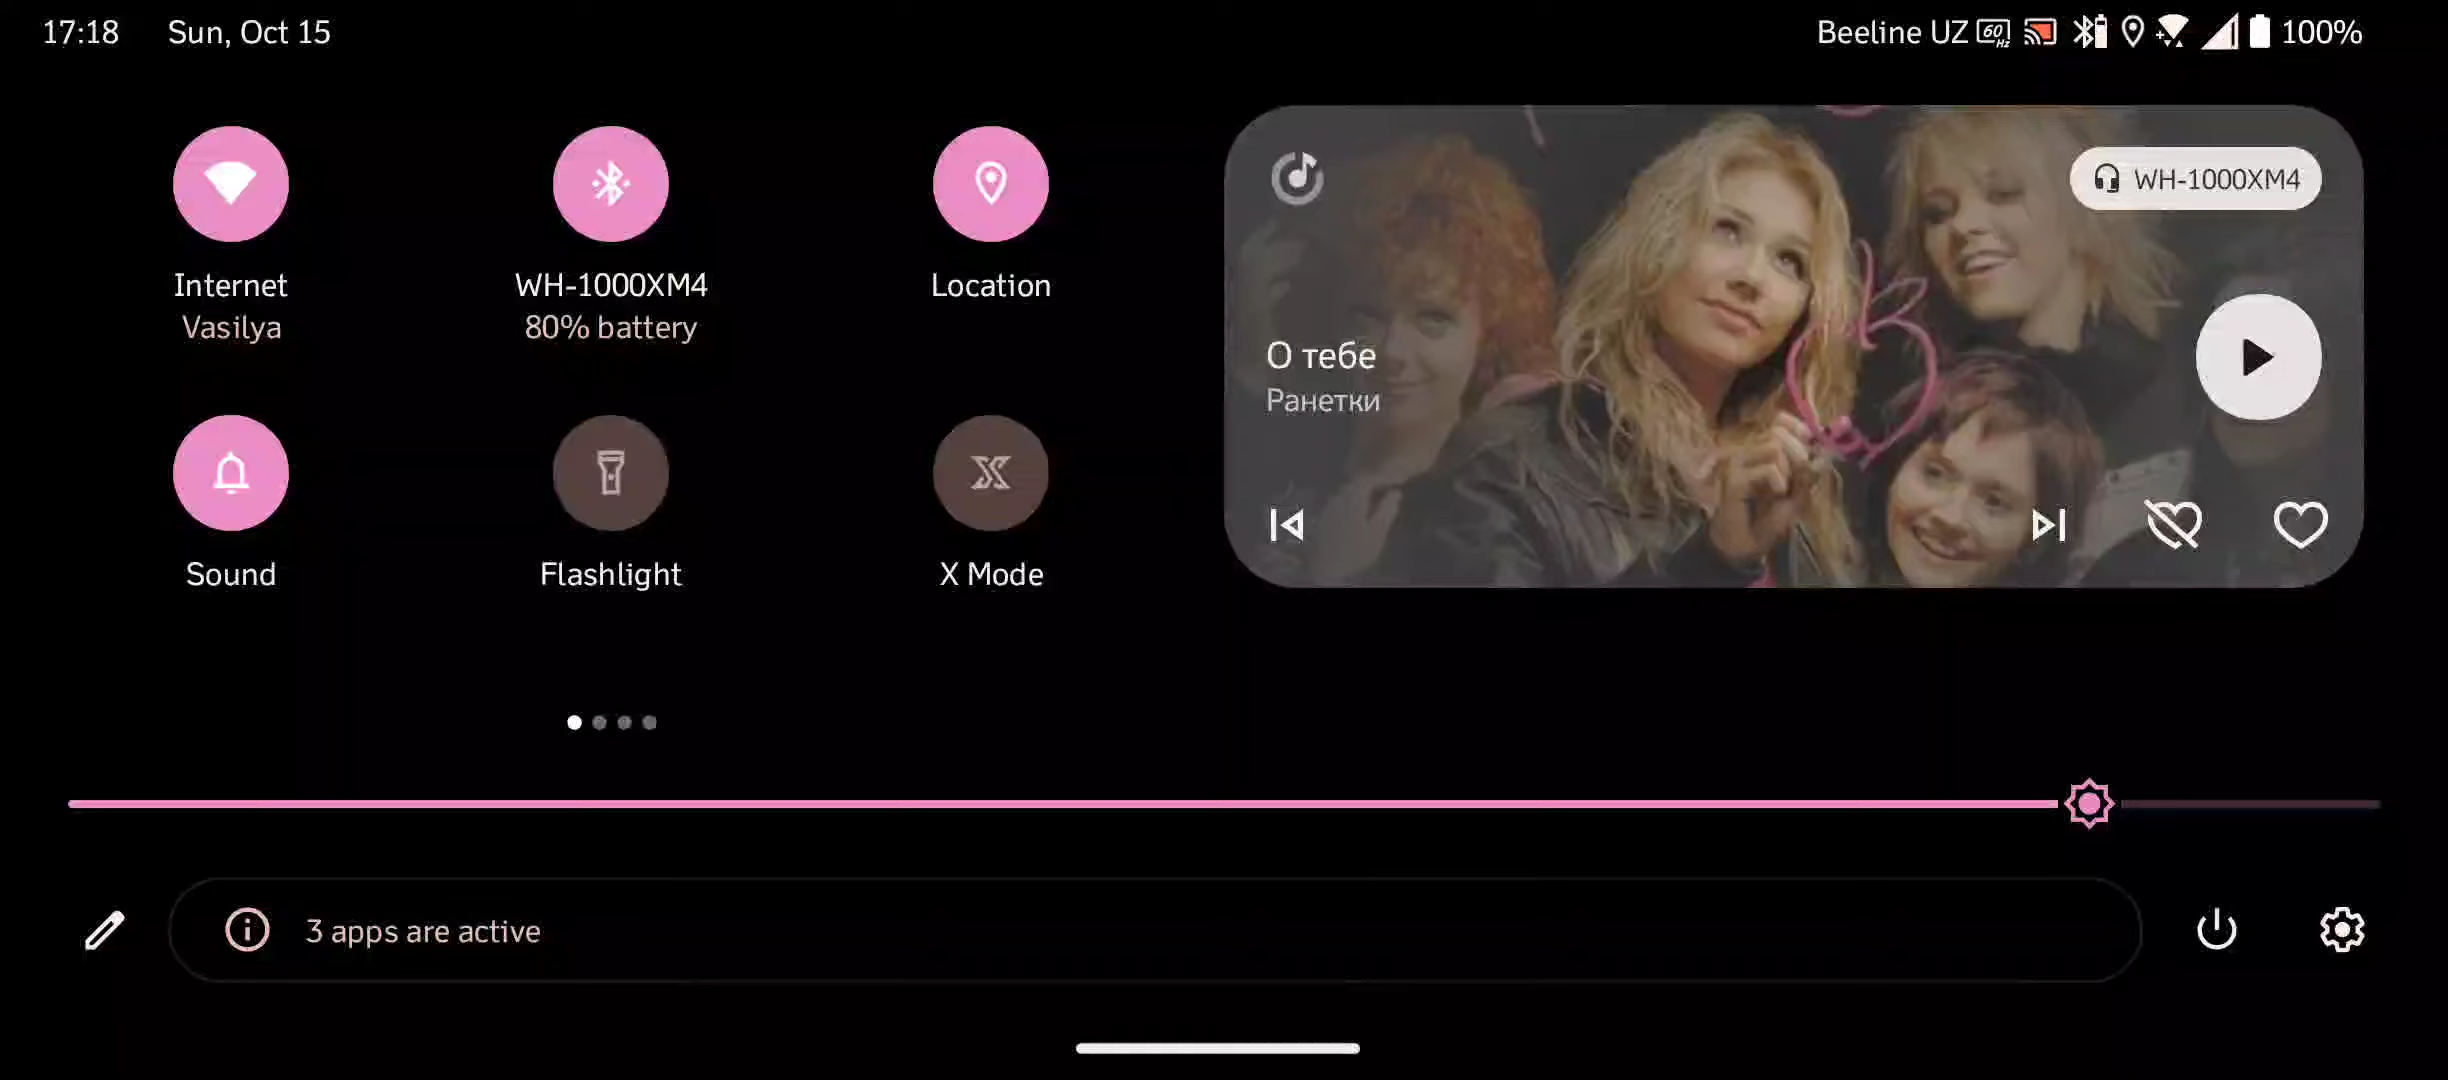 17:18 Sun, Oct 15
Beeline UZ 60Hz 100%
Internet
Vasilya
WH-1000XM4
80% battery
Location
Sound
Flashlight
X Mode
WH-1000XM4
О тебе
Ранетки
3 apps are active